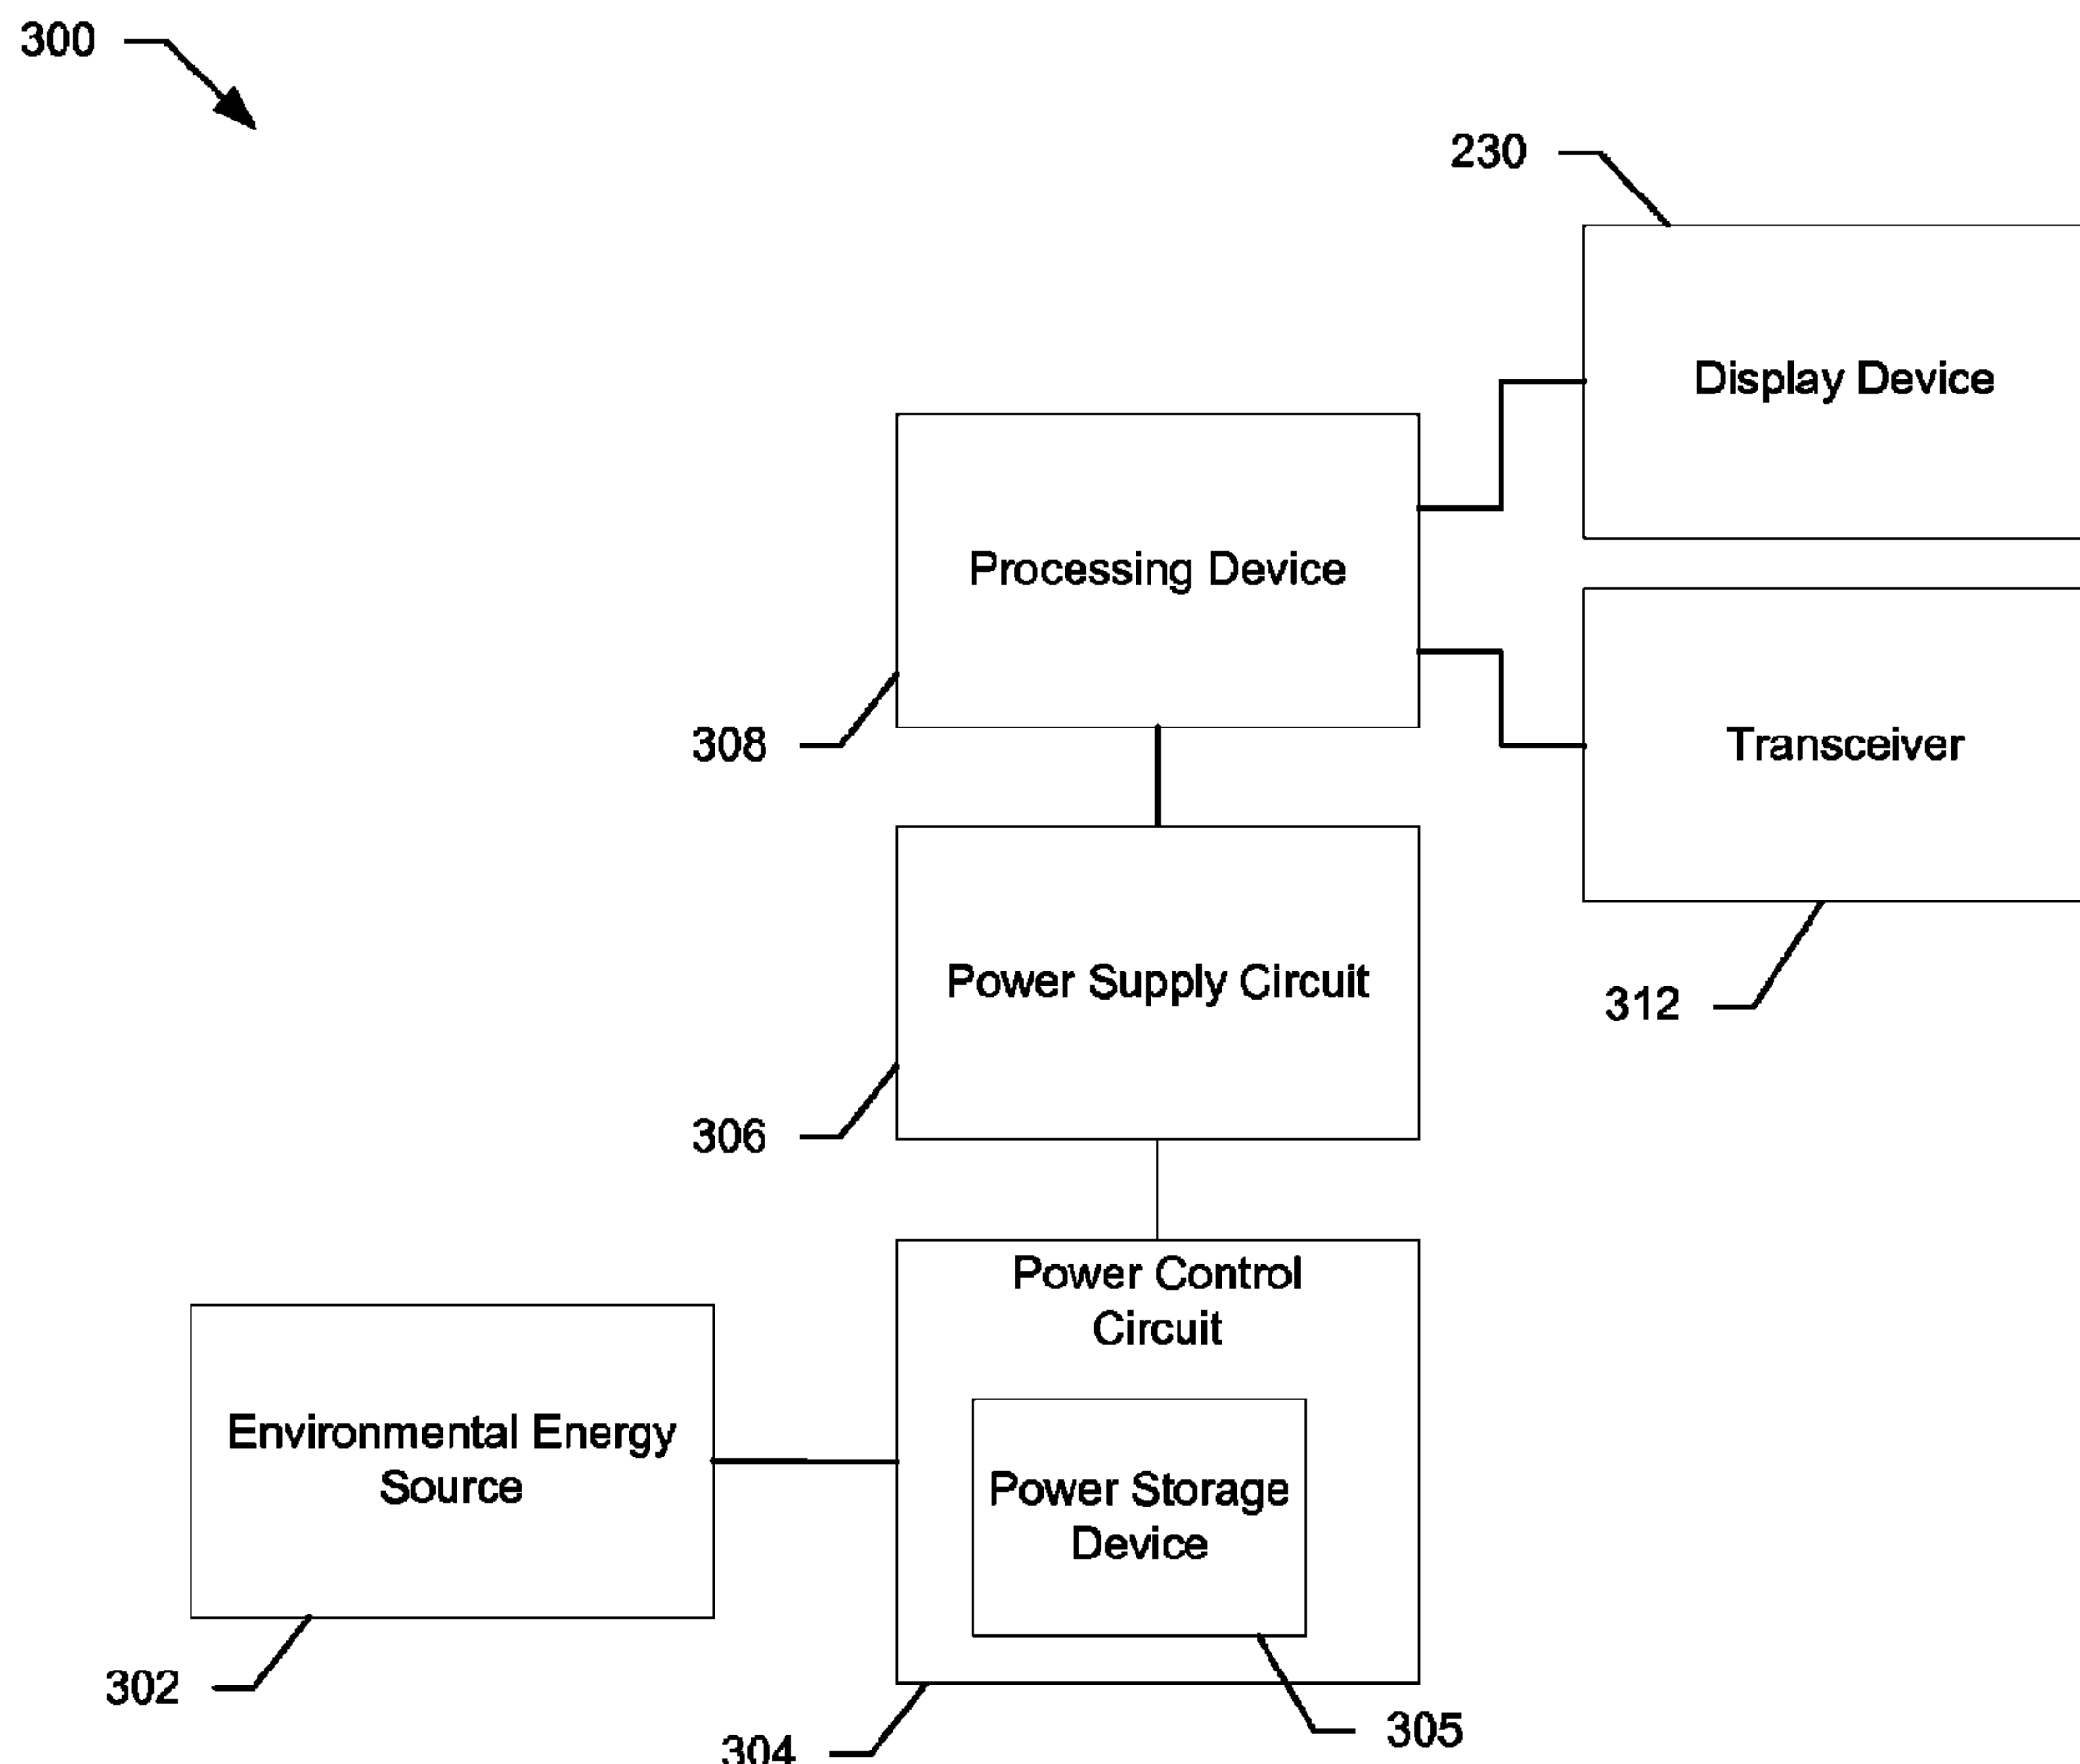 300
230
Display Device
Processing Device
308
Transceiver
Power Supply Circuit
312
306
Power Control
Circuit
Environmental Energy
Source
Power Storage
Device
302
305
304